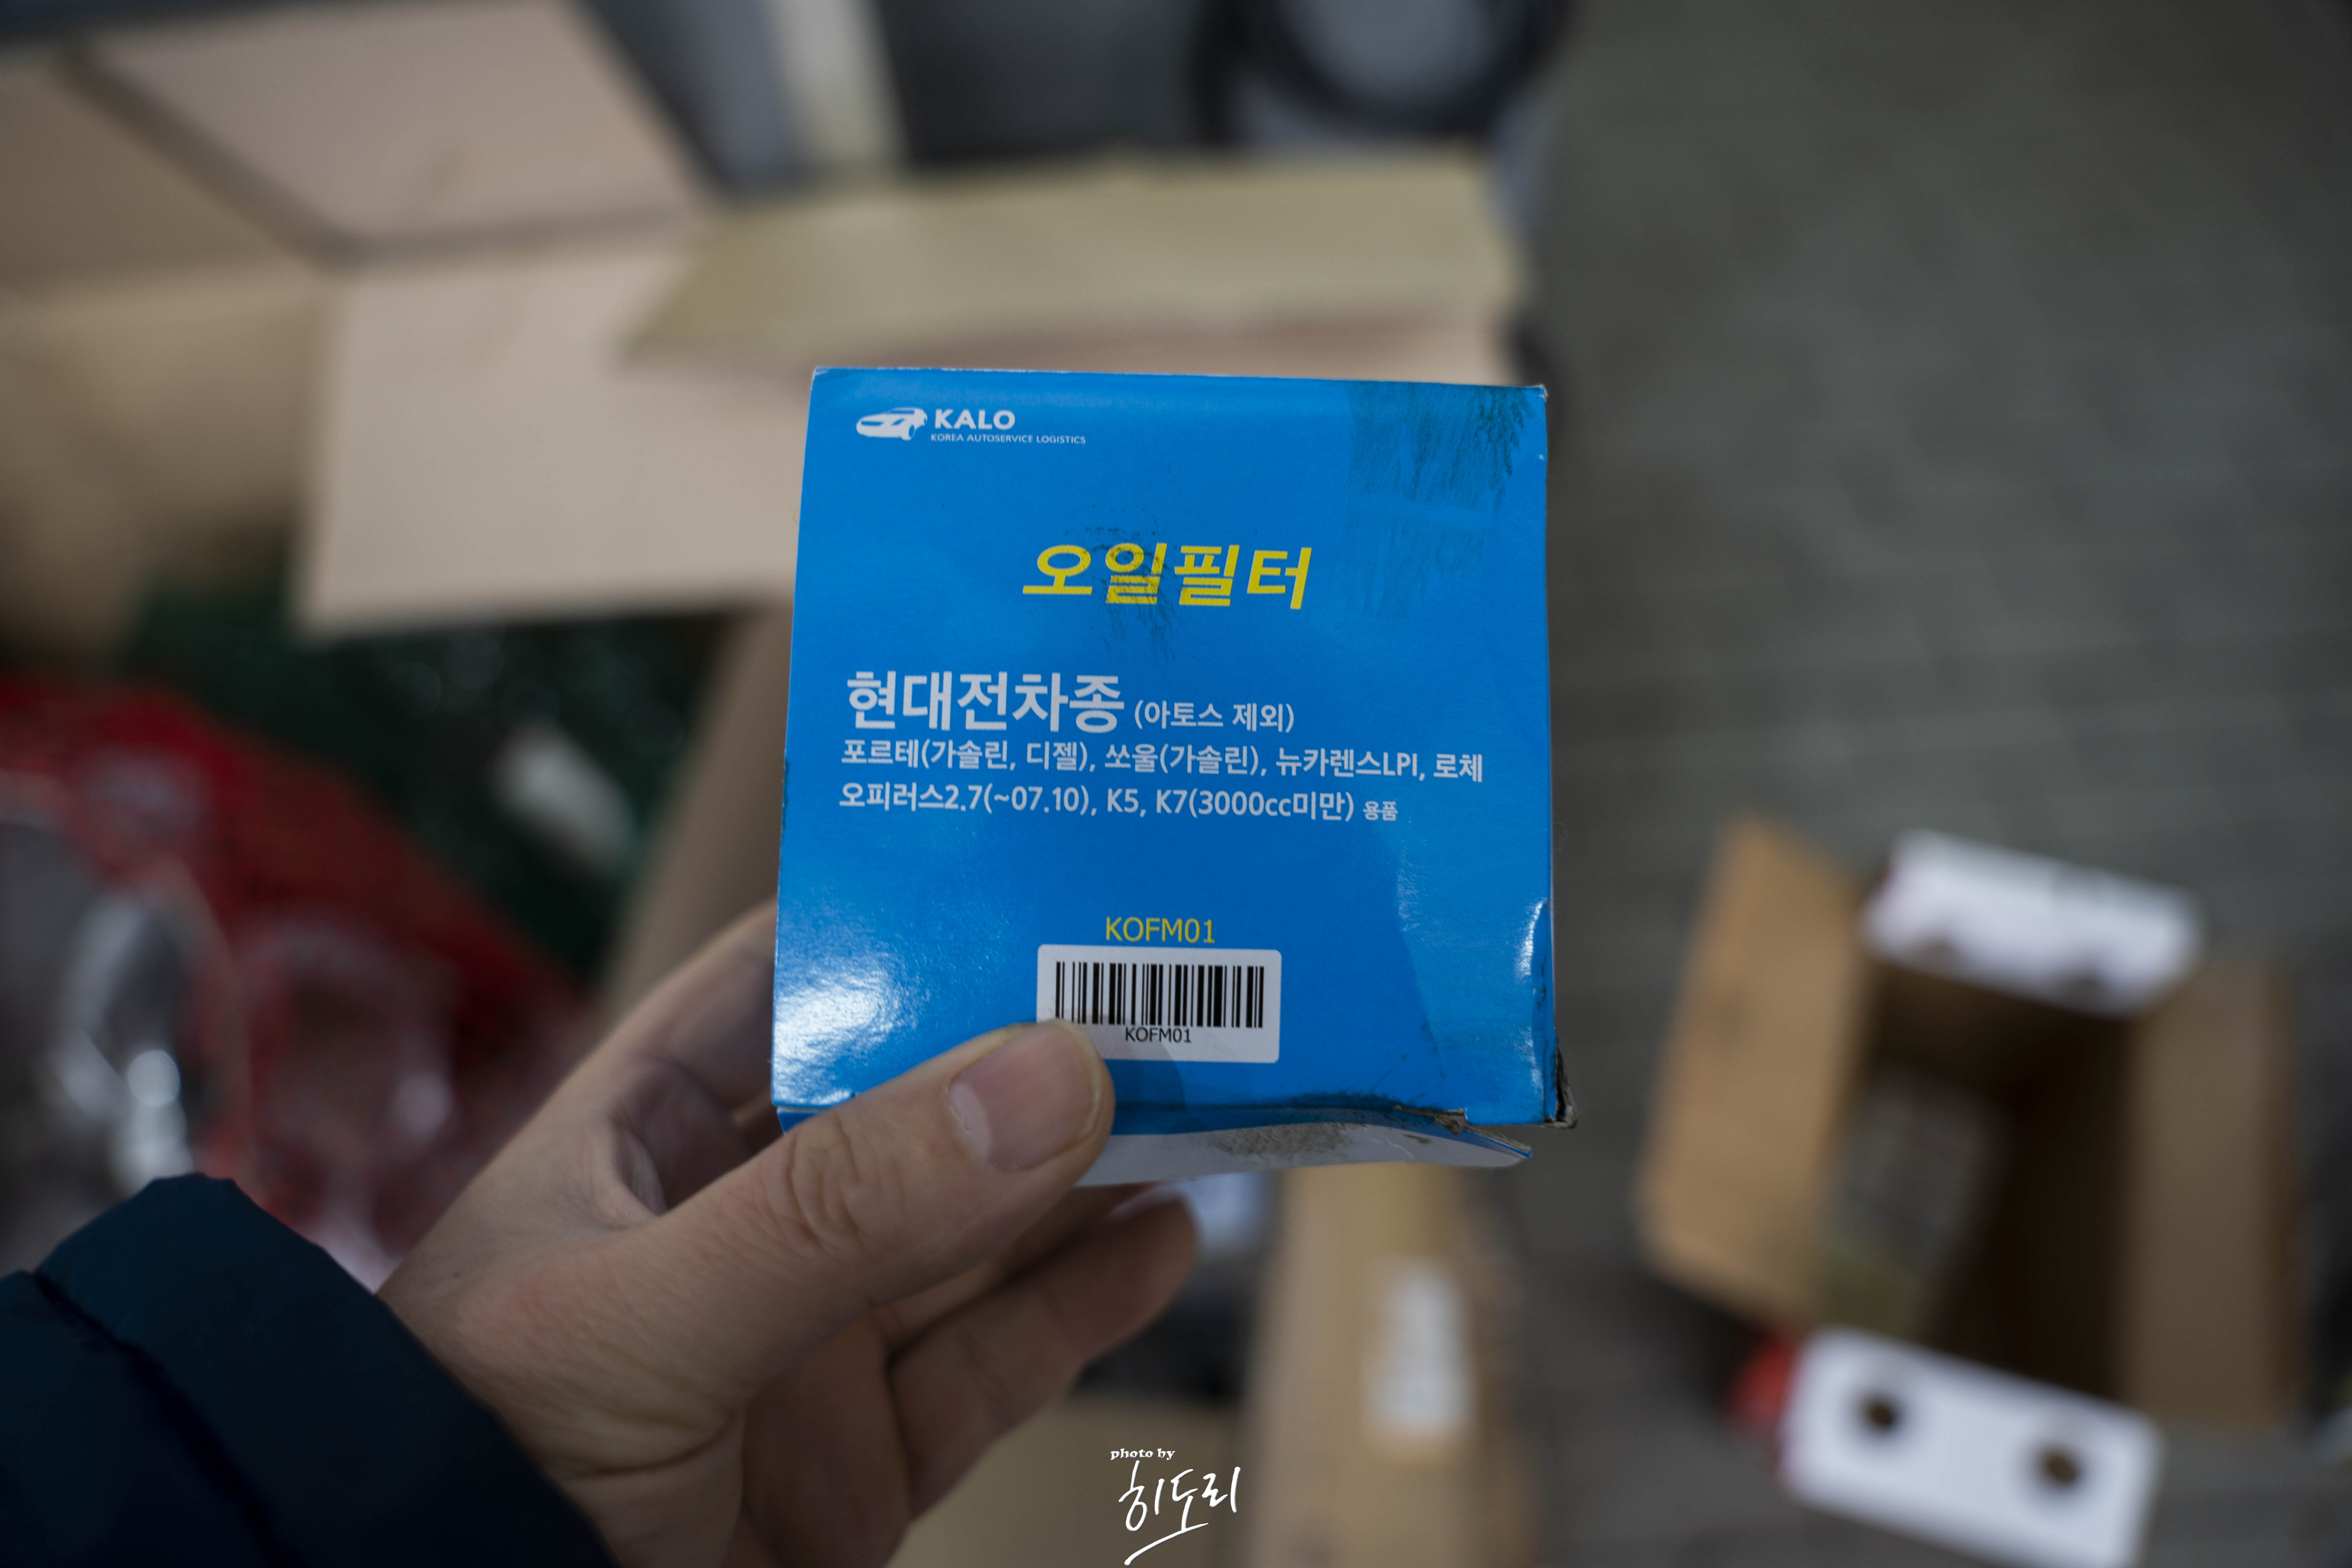 KALO
KOREA AUTOSERVICE LOGISTICS
오일필터
현대전차종 (아토스 제외)
포르테(가솔린, 디젤), 쏘울(가솔린), 뉴카렌스LPI, 로체
오피러스2.7(~07.10), K5, K7(3000cc미만) 용품
KOFM01
KOFM01
photo by
히도리